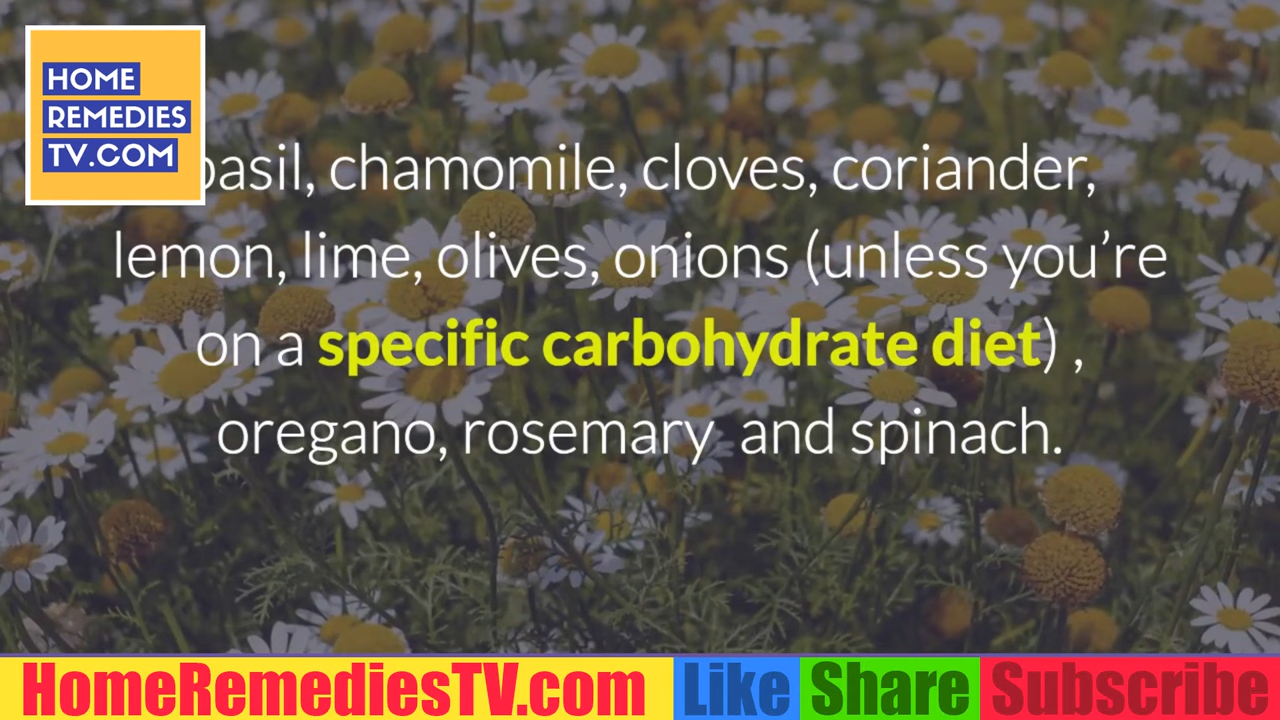 HOME
REMEDIES
TV.COM
basil, chamomile, cloves, coriander,
lemon, lime, olives, onions (unless you’re
on a specific carbohydrate diet) ,
oregano, rosemary and spinach.
HomeRemediesTV.com Like Share Subscribe